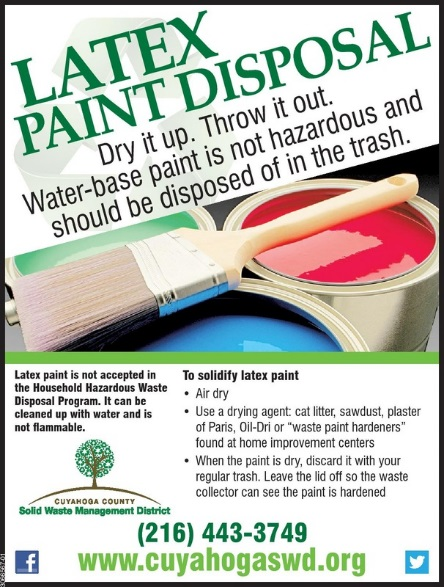 LATEX
PAINT DISPOSAL
Dry it up. Throw it out.
Water-base paint is not hazardous and
should be disposed of in the trash.
Latex paint is not accepted in
the Household Hazardous Waste
Disposal Program. It can be
cleaned up with water and is
not flammable.
CUYAHOGA COUNTY
Solid Waste Management District
To solidify latex paint
• Air dry
• Use a drying agent: cat litter, sawdust, plaster
of Paris, Oil-Dri or “waste paint hardeners”
found at home improvement centers
• When the paint is dry, discard it with your
regular trash. Leave the lid off so the waste
collector can see the paint is hardened
(216) 443-3749
www.cuyahogaswd.org
f